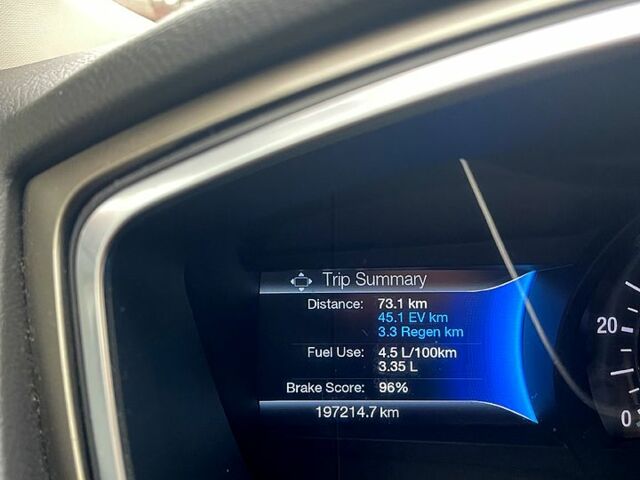 Trip Summary
Distance: 73.1 km
45.1 EV km
3.3 Regen km
Fuel Use: 4.5 L/100km
3.35 L
Brake Score: 96%
197214.7 km
20
0